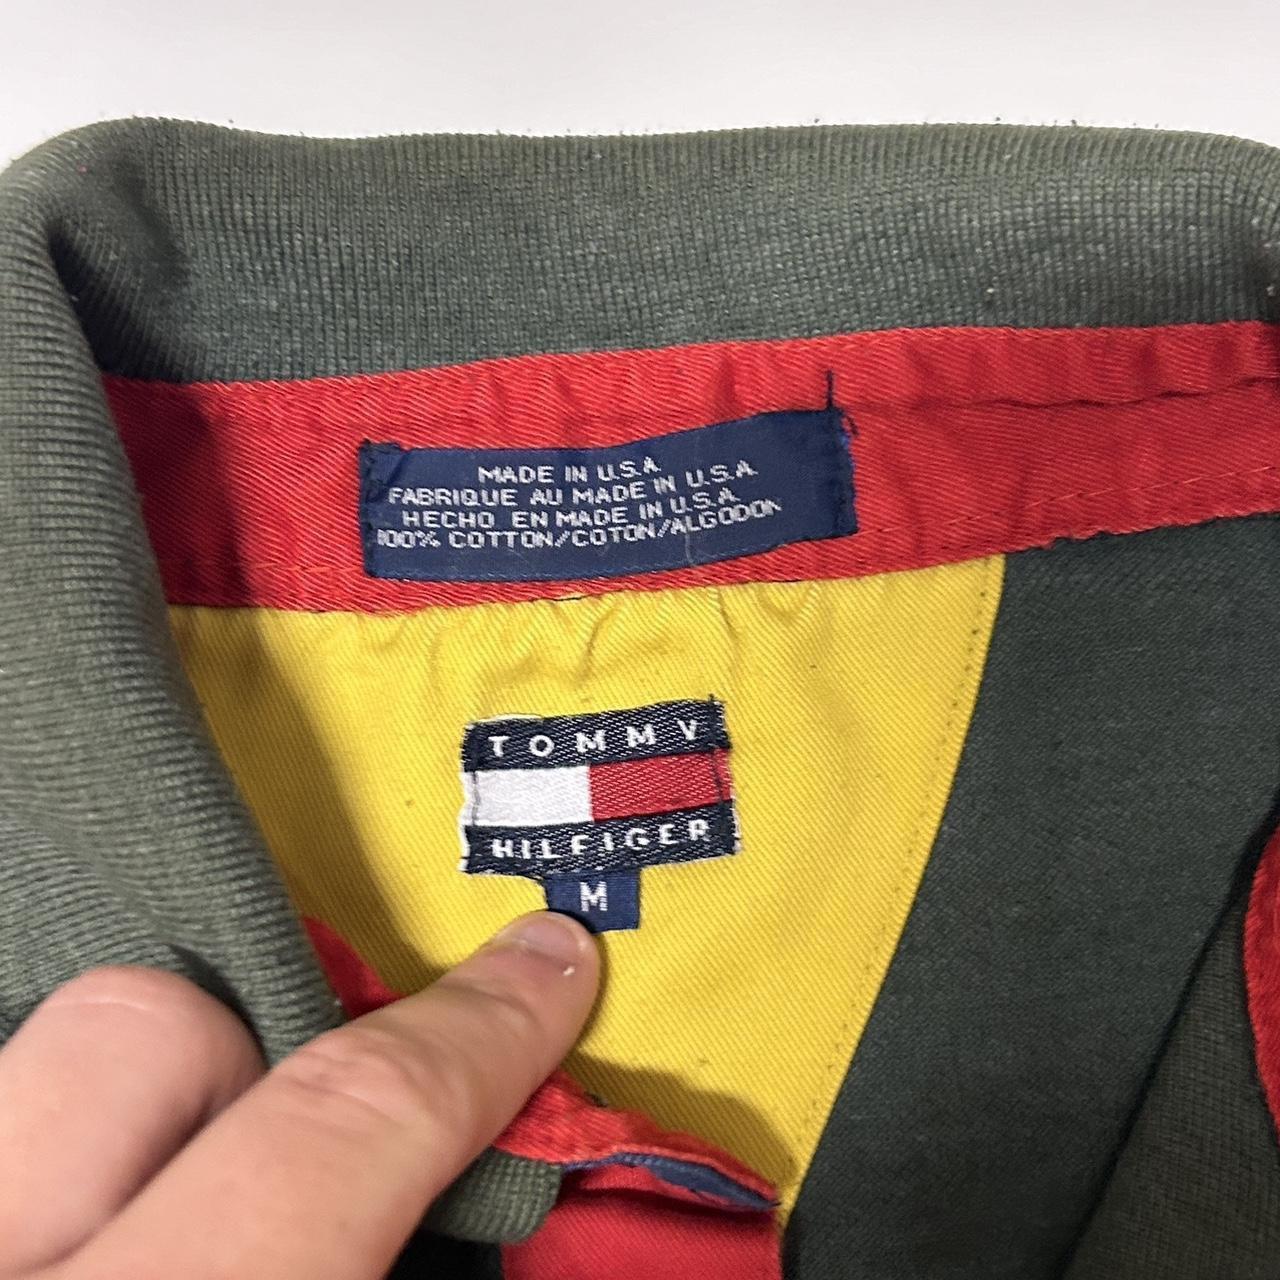 MADE IN U.S.A.
FABRIQUE AU MADE IN U.S.A.
HECHO EN MADE IN U.S.A.
100% COTTON/COTON/ALGODON
TOMMY
HILFIGER
M